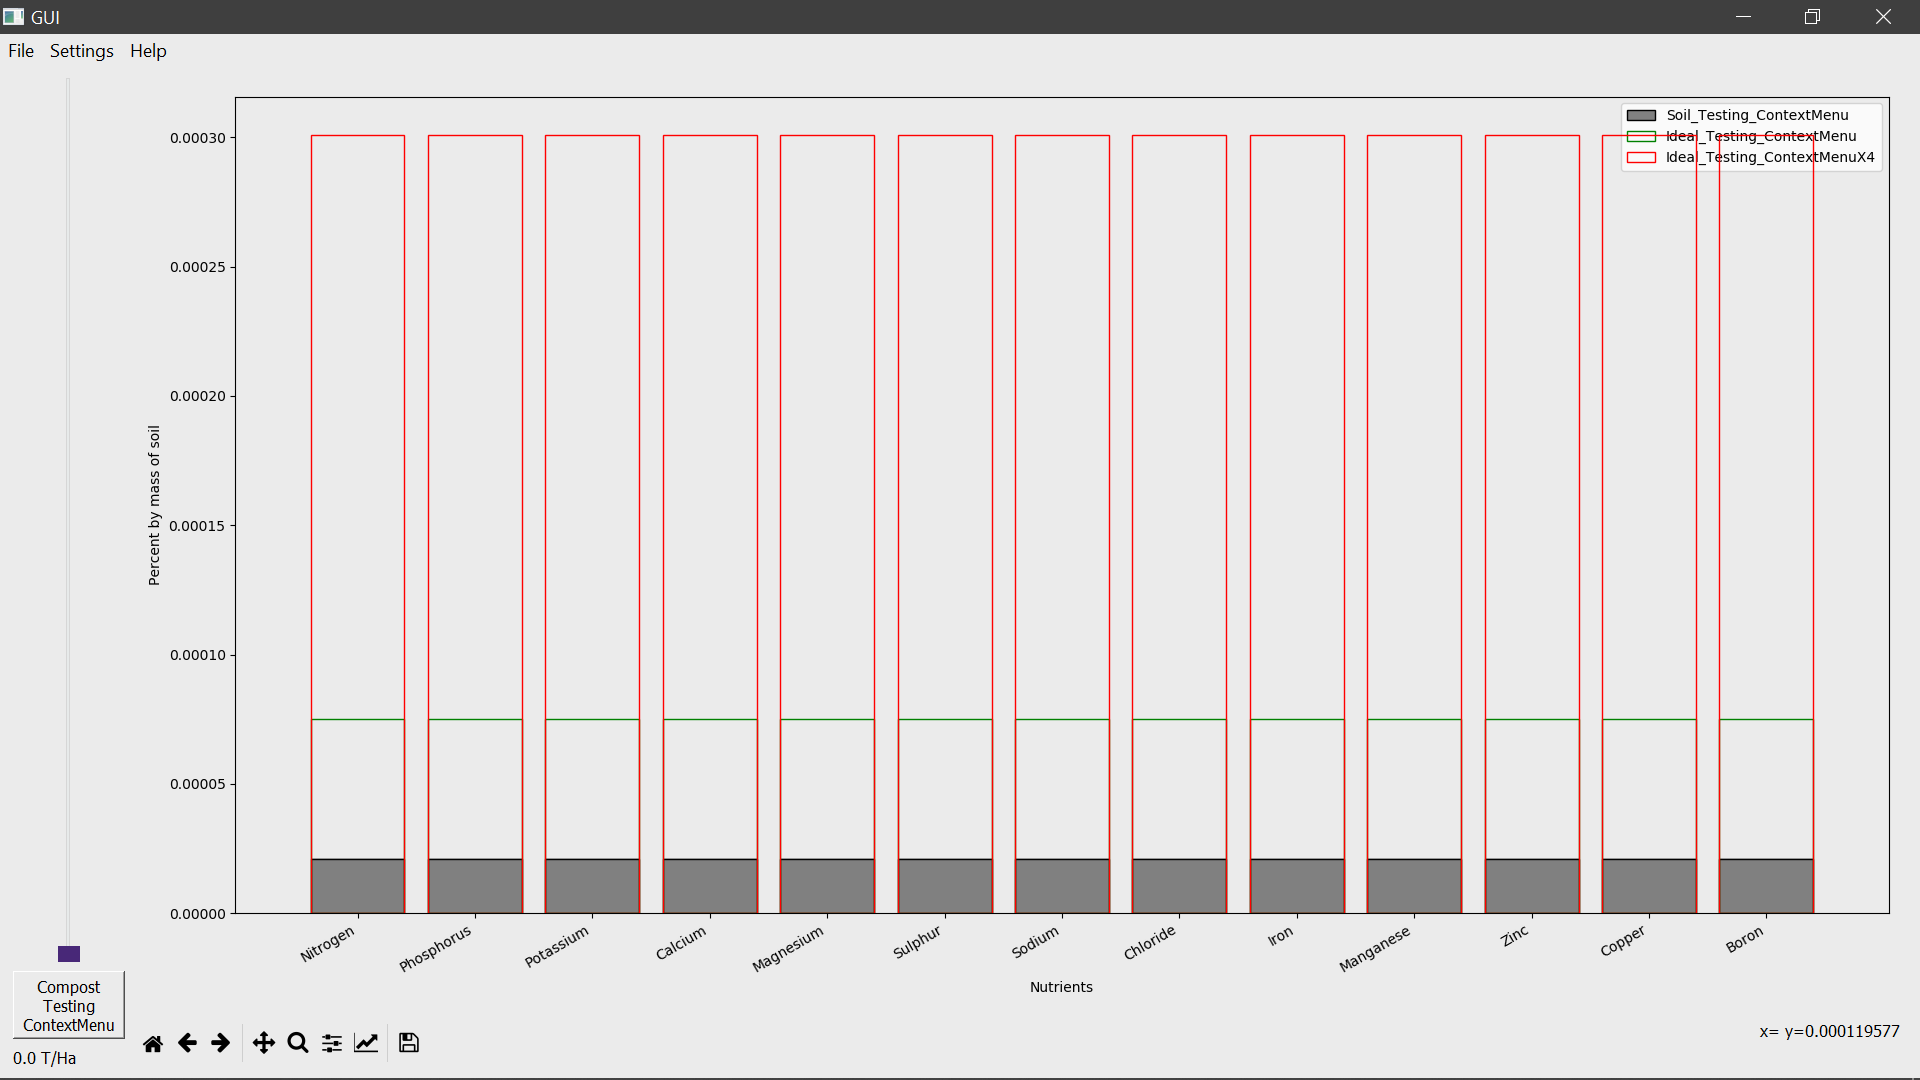 GUI
File Settings Help
Soil_Testing_ContextMenu
Ideal_Testing_ContextMenu
Ideal_Testing_ContextMenuX4
0.00030
0.00025
0.00020
0.00015
0.00010
0.00005
0.00000
Percent by mass of soil
Nitrogen Phosphorus Potassium Calcium Magnesium Sulphur Sodium Chloride Iron Manganese Zinc Copper Boron
Nutrients
Compost
Testing
ContextMenu
0.0 T/Ha
x= y=0.000119577